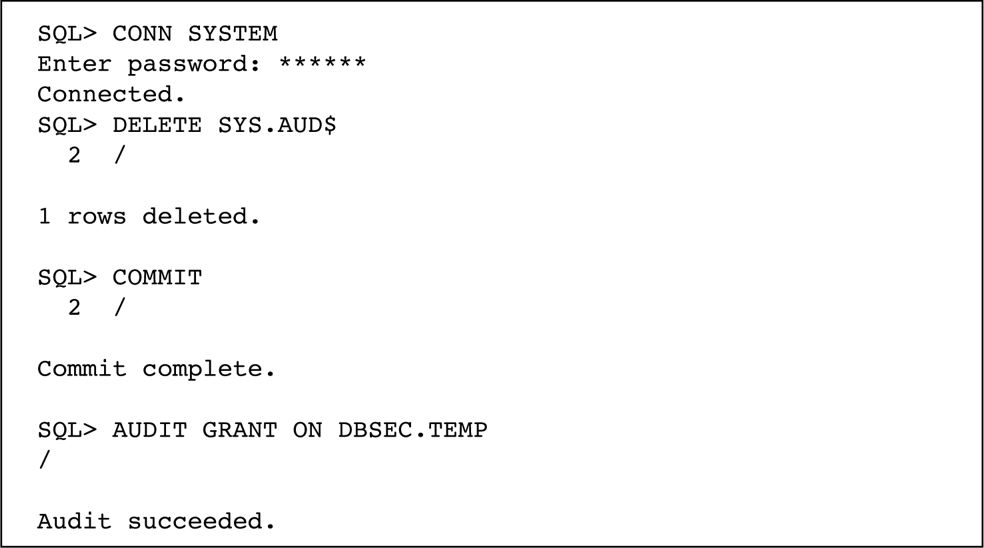 SQL> CONN SYSTEM
Enter password: ******
Connected.
SQL> DELETE SYS.AUD$
  2  /
1 rows deleted.
SQL> COMMIT
  2  /
Commit complete.
SQL> AUDIT GRANT ON DBSEC.TEMP
/
Audit succeeded.